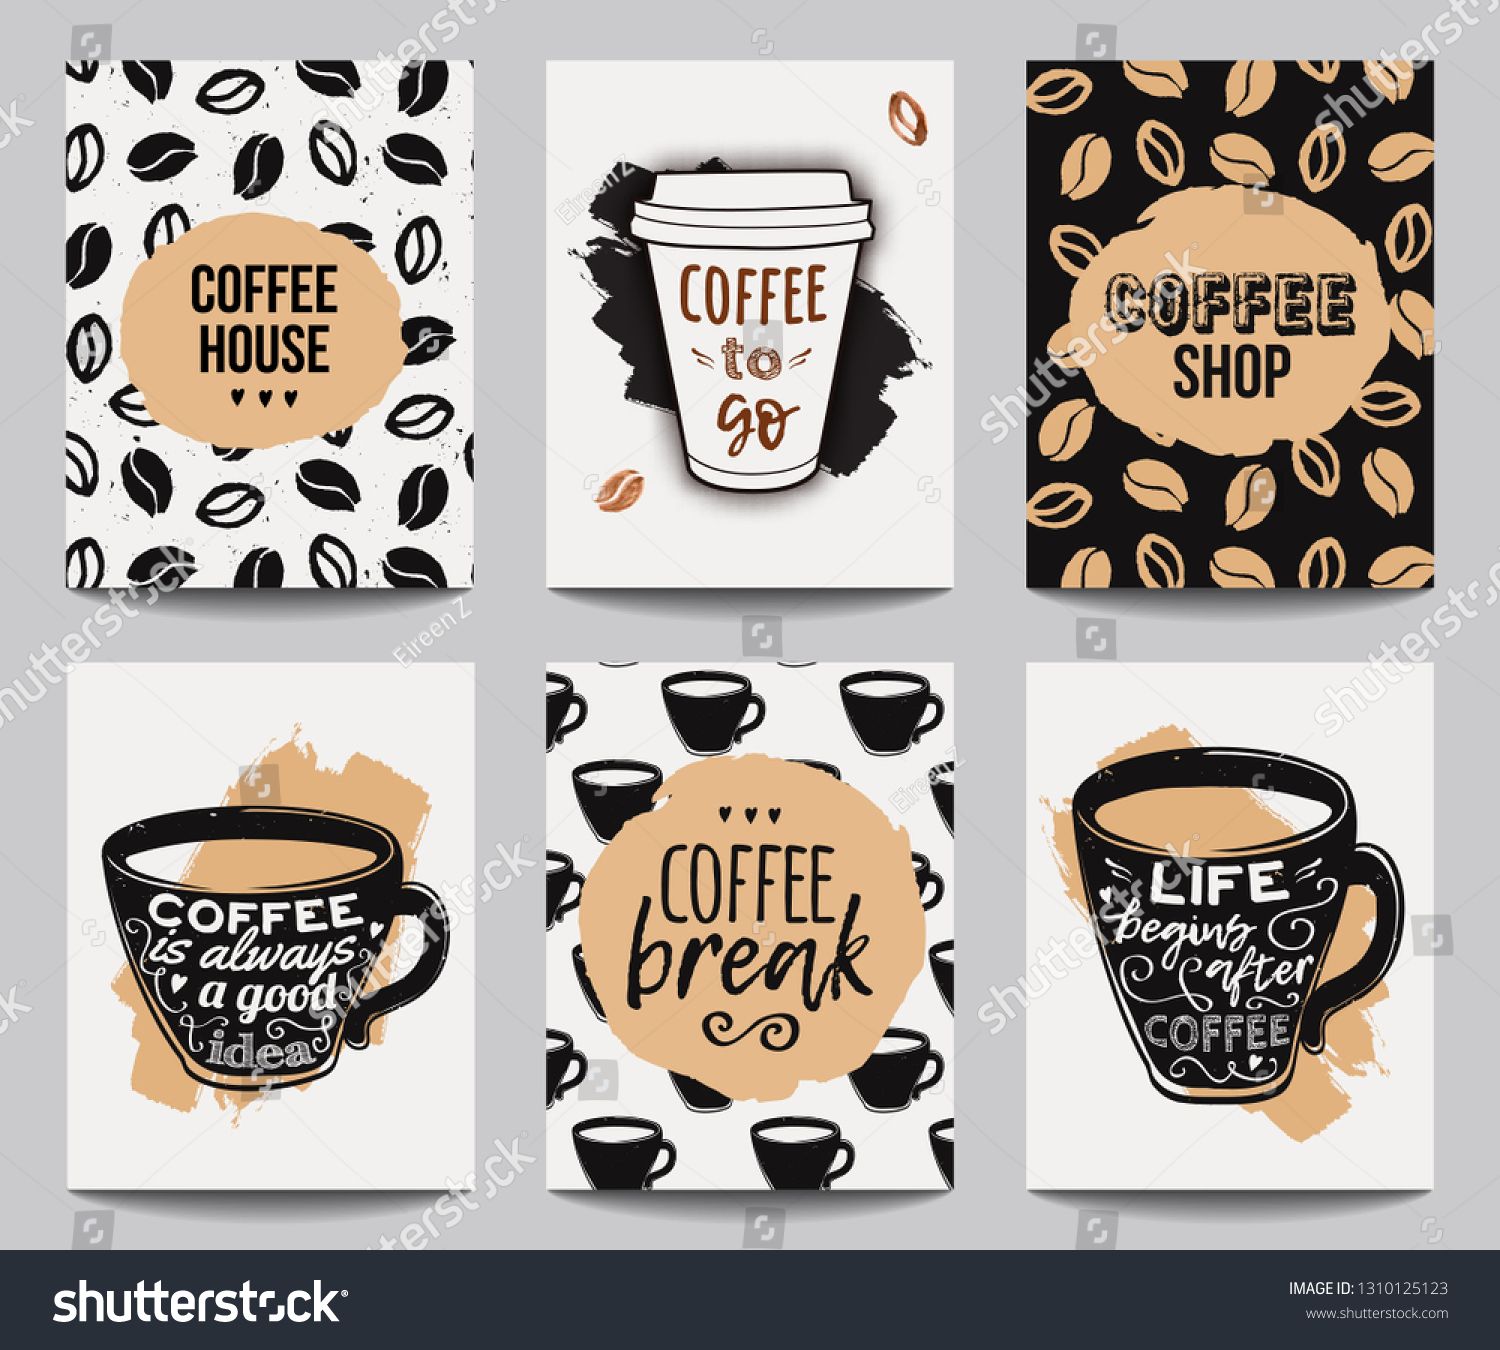 COFFEE
HOUSE
COFFEE
to
go
COFFEE
SHOP
COFFEE
is always
a good
idea
COFFEE
break
LIFE
begins
after
COFFEE
shutterstock
Eireen Z
shutterstock
IMAGE ID: 1310125123
www.shutterstock.com